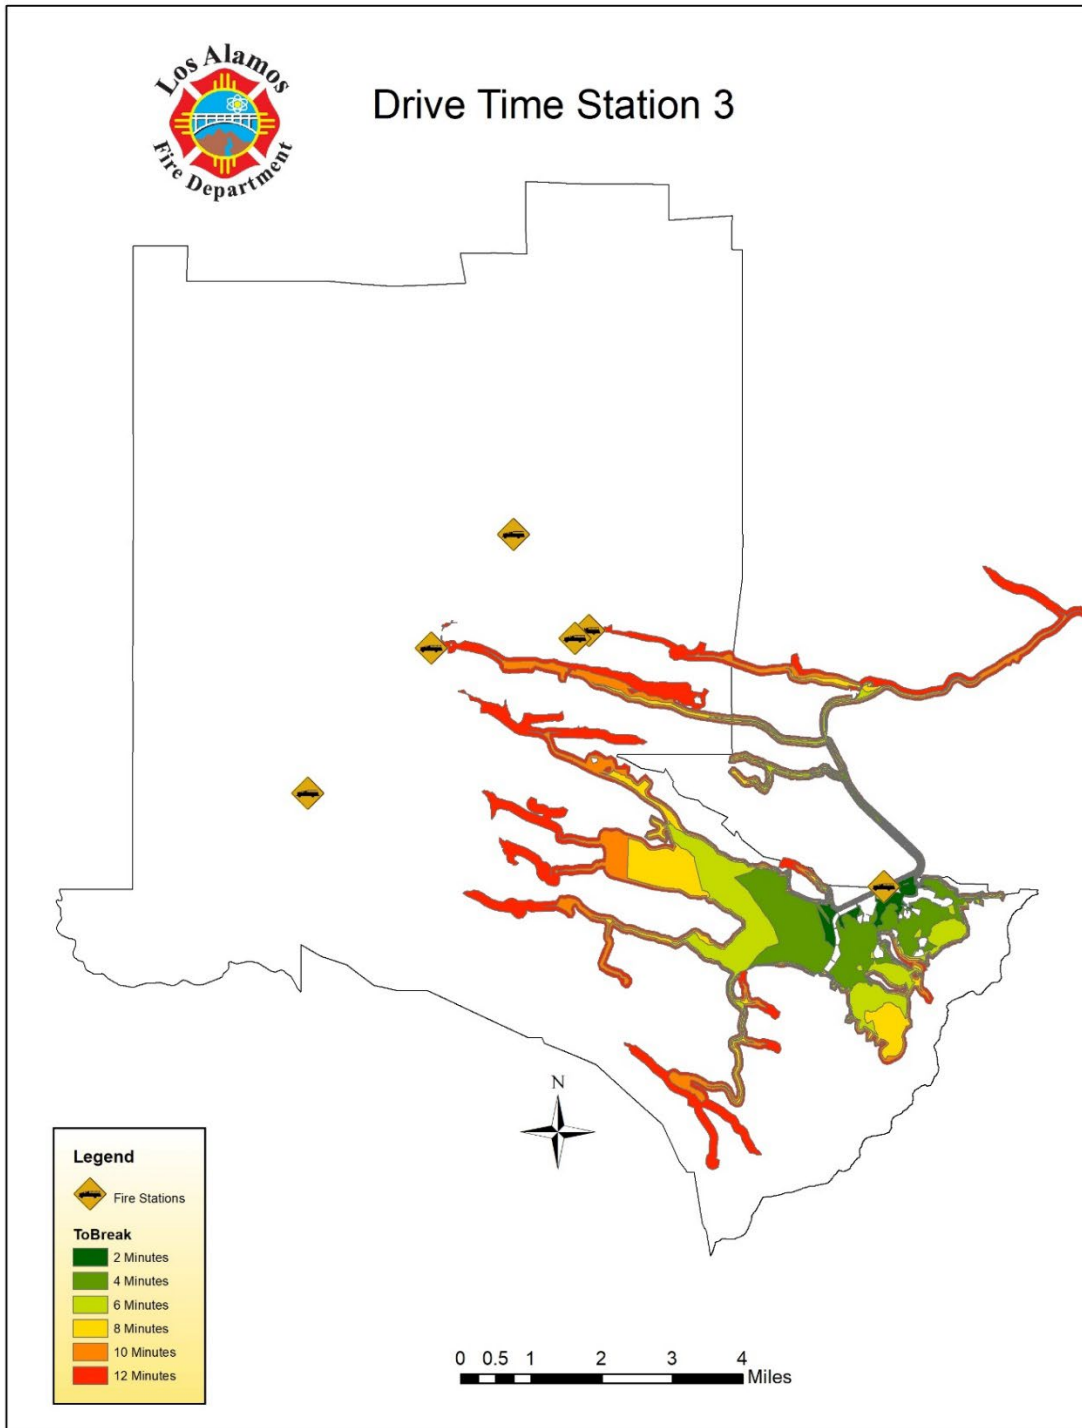 Los Alamos
Fire Department
Drive Time Station 3
N
Legend
Fire Stations
ToBreak
2 Minutes
4 Minutes
6 Minutes
8 Minutes
10 Minutes
12 Minutes
0 0.5 1 2 3 4
Miles